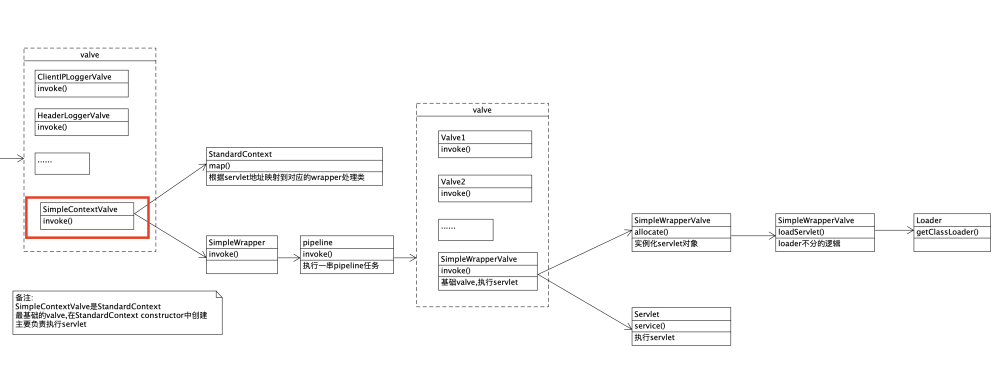 valve
ClientIPLoggerValve
invoke()
HeaderLoggerValve
invoke()
......
SimpleContextValve
invoke()
备注:
SimpleContextValve是StandardContext
最基础的valve,在StandardContext constructor中创建
主要负责执行servlet
StandardContext
map()
根据servlet地址映射到对应的wrapper处理类
SimpleWrapper
invoke()
pipeline
invoke()
执行一串pipeline任务
valve
Valve1
invoke()
Valve2
invoke()
......
SimpleWrapperValve
invoke()
基础valve,执行servlet
SimpleWrapperValve
allocate()
实例化servlet对象
SimpleWrapperValve
loadServlet()
loader不分的逻辑
Loader
getClassLoader()
Servlet
service()
执行servlet